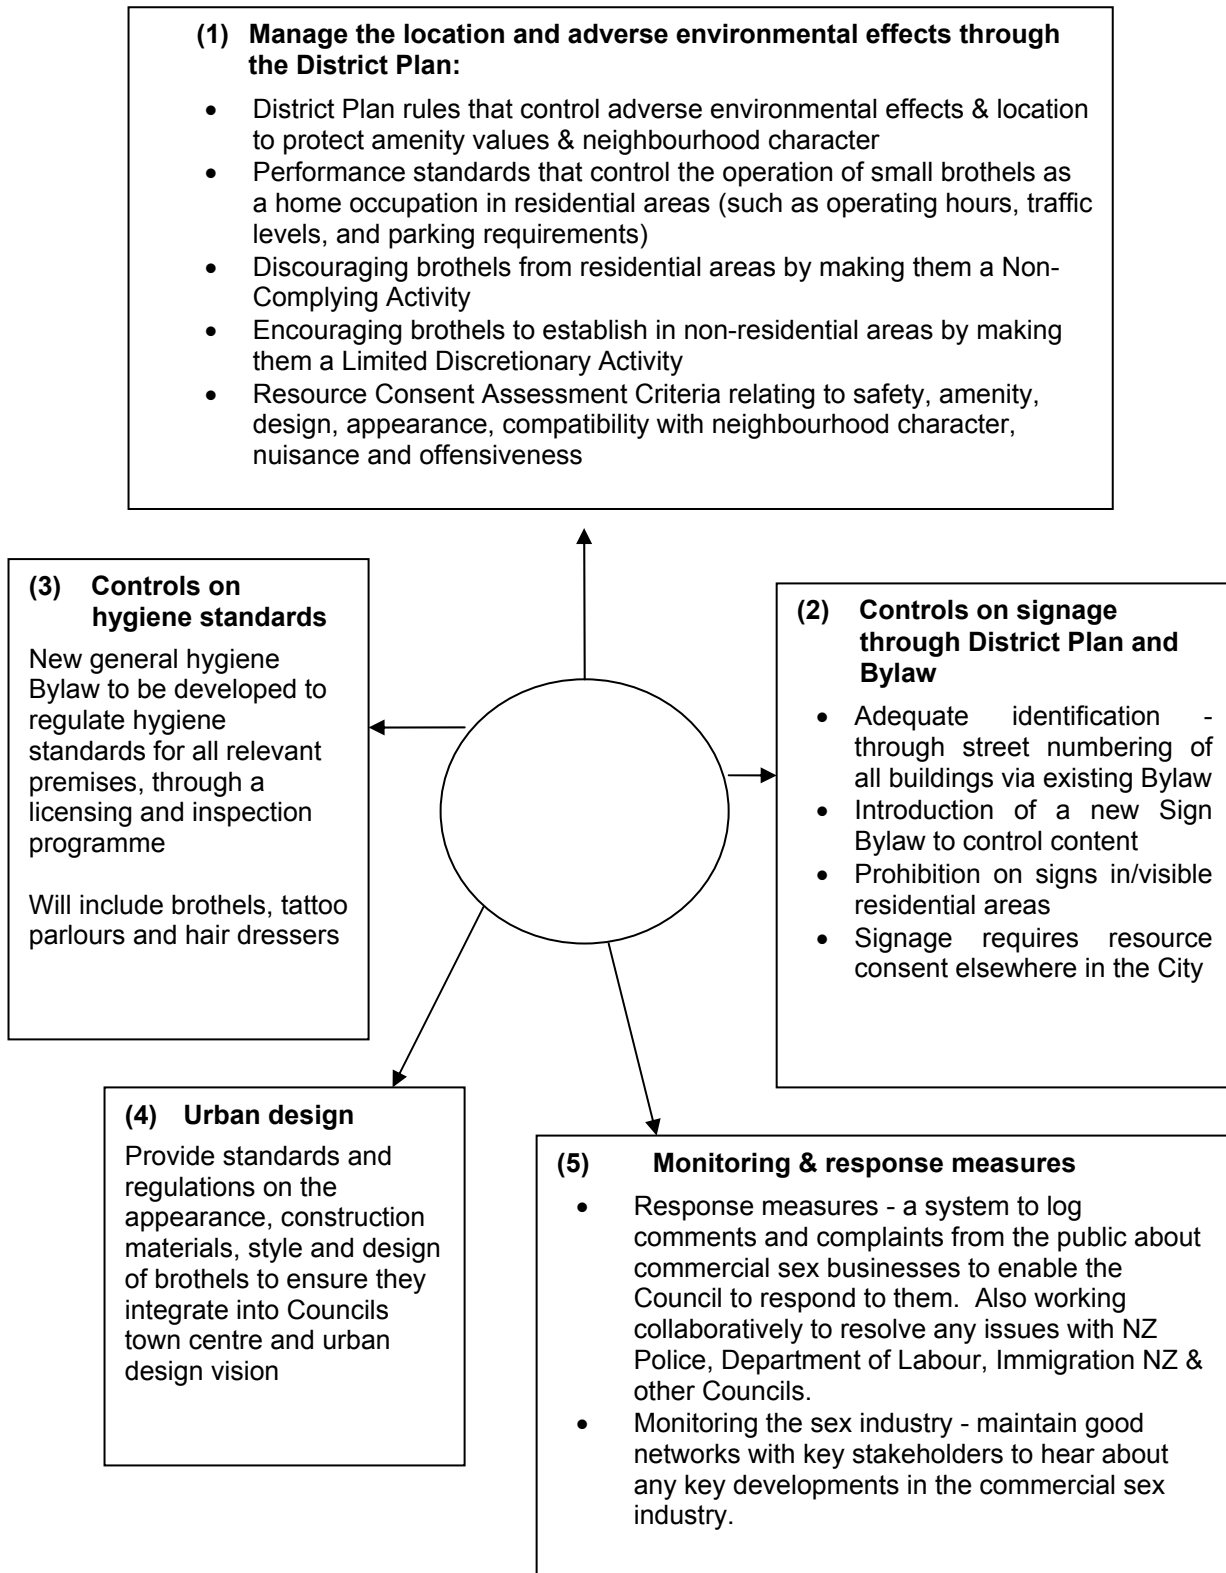 (1) Manage the location and adverse environmental effects through
the District Plan:
• District Plan rules that control adverse environmental effects & location
to protect amenity values & neighbourhood character
• Performance standards that control the operation of small brothels as
a home occupation in residential areas (such as operating hours, traffic
levels, and parking requirements)
• Discouraging brothels from residential areas by making them a Non-
Complying Activity
• Encouraging brothels to establish in non-residential areas by making
them a Limited Discretionary Activity
• Resource Consent Assessment Criteria relating to safety, amenity,
design, appearance, compatibility with neighbourhood character,
nuisance and offensiveness
(3) Controls on
hygiene standards
New general hygiene
Bylaw to be developed to
regulate hygiene
standards for all relevant
premises, through a
licensing and inspection
programme
Will include brothels, tattoo
parlours and hair dressers
(2) Controls on signage
through District Plan and
Bylaw
• Adequate identification -
through street numbering of
all buildings via existing Bylaw
• Introduction of a new Sign
Bylaw to control content
• Prohibition on signs in/visible
residential areas
• Signage requires resource
consent elsewhere in the City
(4) Urban design
Provide standards and
regulations on the
appearance, construction
materials, style and design
of brothels to ensure they
integrate into Councils
town centre and urban
design vision
(5) Monitoring & response measures
• Response measures - a system to log
comments and complaints from the public about
commercial sex businesses to enable the
Council to respond to them. Also working
collaboratively to resolve any issues with NZ
Police, Department of Labour, Immigration NZ &
other Councils.
• Monitoring the sex industry - maintain good
networks with key stakeholders to hear about
any key developments in the commercial sex
industry.